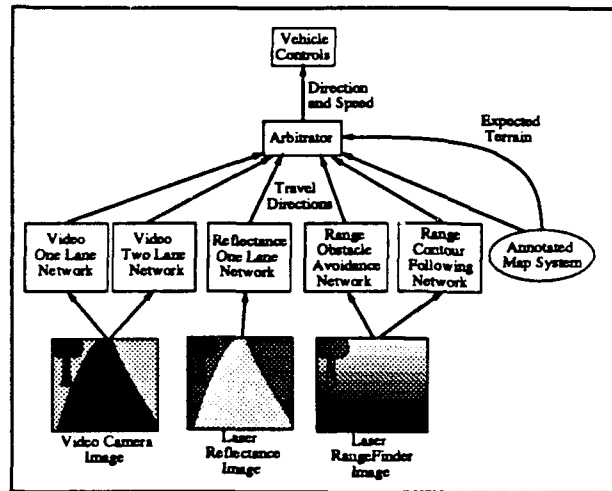 Vehicle
Controls
Direction
and Speed
Expected
Terrain
Arbitrator
Travel
Directions
Video
One Lane
Network
Video
Two Lane
Network
Reflectance
One Lane
Network
Range
Obstacle
Avoidance
Network
Range
Contour
Following
Network
Annotated
Map System
Video Camera
Image
Laser
Reflectance
Image
Laser
RangeFinder
Image